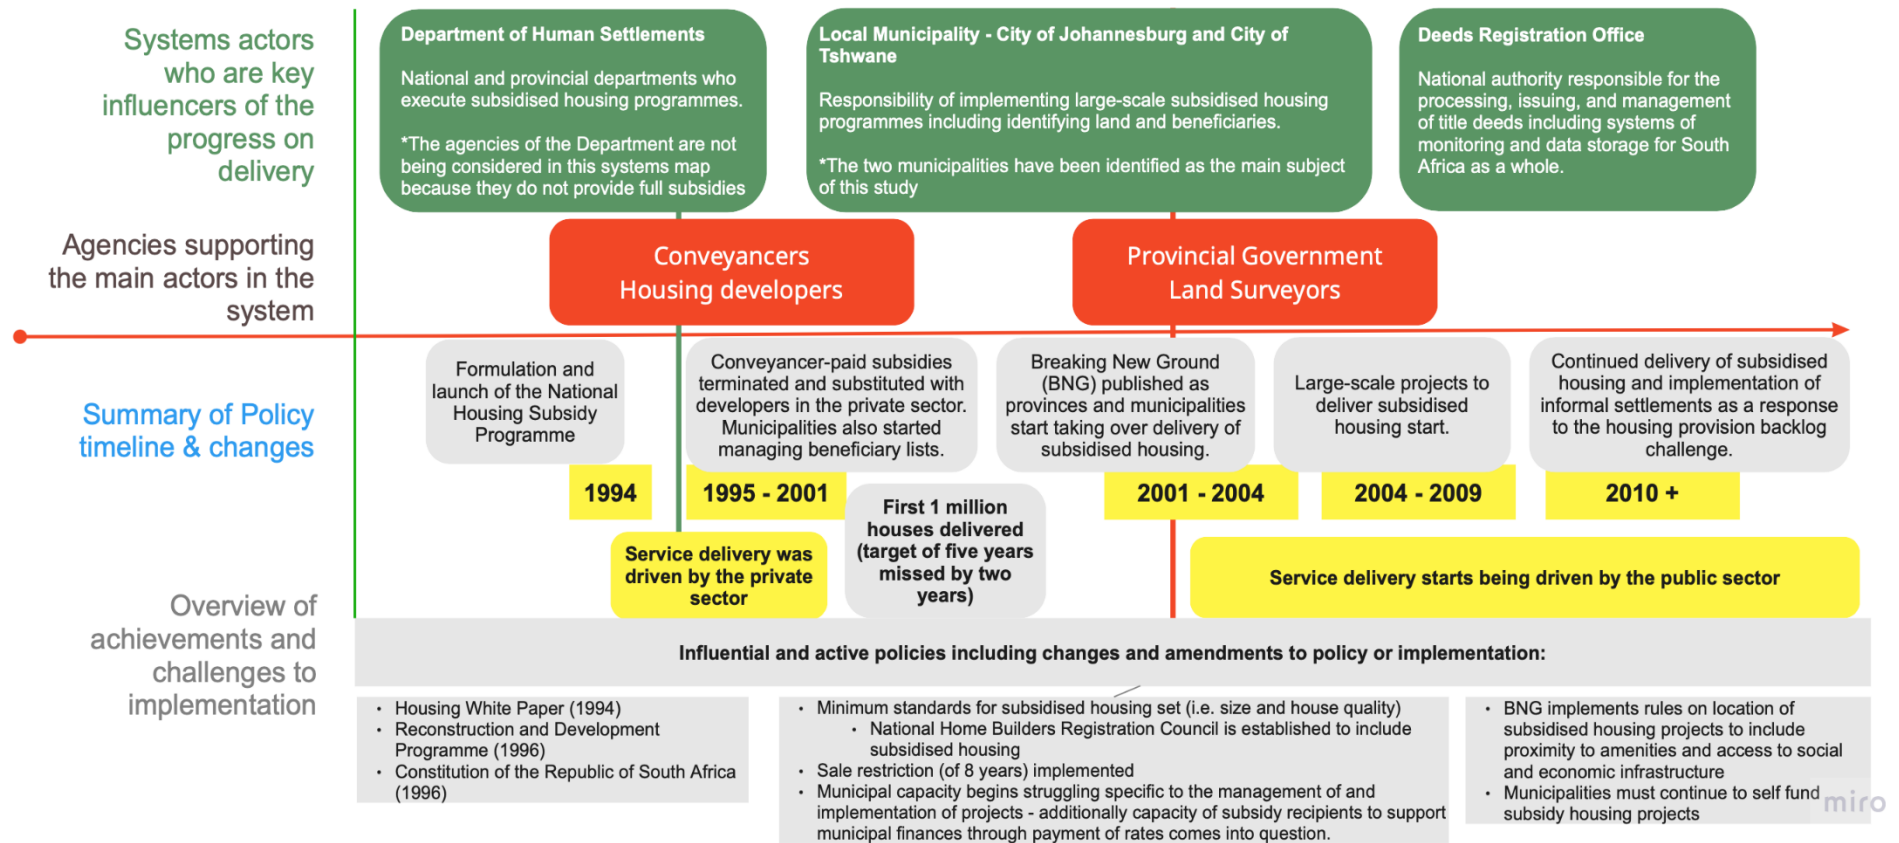 Systems actors
who are key
influencers of the
progress on
delivery
Department of Human Settlements
National and provincial departments who
execute subsidised housing programmes.
*The agencies of the Department are not
being considered in this systems map
because they do not provide full subsidies
Local Municipality - City of Johannesburg and City of
Tshwane
Responsibility of implementing large-scale subsidised housing
programmes including identifying land and beneficiaries.
*The two municipalities have been identified as the main subject
of this study
Deeds Registration Office
National authority responsible for the
processing, issuing, and management
of title deeds including systems of
monitoring and data storage for South
Africa as a whole.
Agencies supporting
the main actors in the
system
Conveyancers
Housing developers
Provincial Government
Land Surveyors
Summary of Policy
timeline & changes
Formulation and
launch of the National
Housing Subsidy
Programme
Conveyancer-paid subsidies
terminated and substituted with
developers in the private sector.
Municipalities also started
managing beneficiary lists.
Breaking New Ground
(BNG) published as
provinces and municipalities
start taking over delivery of
subsidised housing.
Large-scale projects to
deliver subsidised
housing start.
Continued delivery of subsidised
housing and implementation of
informal settlements as a response
to the housing provision backlog
challenge.
1994
1995 - 2001
2001 - 2004
2004 - 2009
2010 +
Overview of
achievements and
challenges to
implementation
Service delivery was
driven by the private
sector
First 1 million
houses delivered
(target of five years
missed by two
years)
Service delivery starts being driven by the public sector
Influential and active policies including changes and amendments to policy or implementation:
• Housing White Paper (1994)
• Reconstruction and Development
Programme (1996)
• Constitution of the Republic of South Africa
(1996)
• Minimum standards for subsidised housing set (i.e. size and house quality)
• National Home Builders Registration Council is established to include
subsidised housing
• Sale restriction (of 8 years) implemented
• Municipal capacity begins struggling specific to the management of and
implementation of projects - additionally capacity of subsidy recipients to support
municipal finances through payment of rates comes into question.
• BNG implements rules on location of
subsidised housing projects to include
proximity to amenities and access to social
and economic infrastructure
• Municipalities must continue to self fund
subsidy housing projects
miro